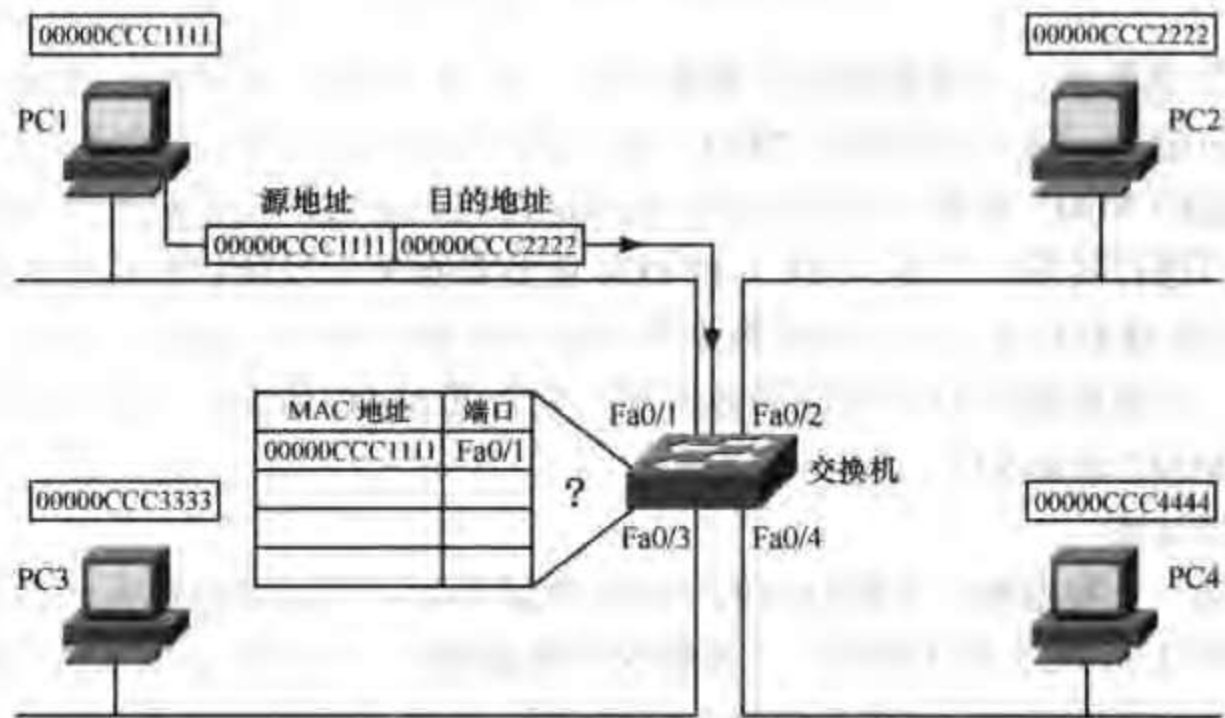 00000CCC1111
00000CCC2222
PC1
PC2
源地址 目的地址
00000CCC1111 00000CCC2222
MAC 地址 端口
00000CCC1111 Fa0/1
Fa0/1 Fa0/2
?
交换机
00000CCC3333
00000CCC4444
Fa0/3 Fa0/4
PC3
PC4